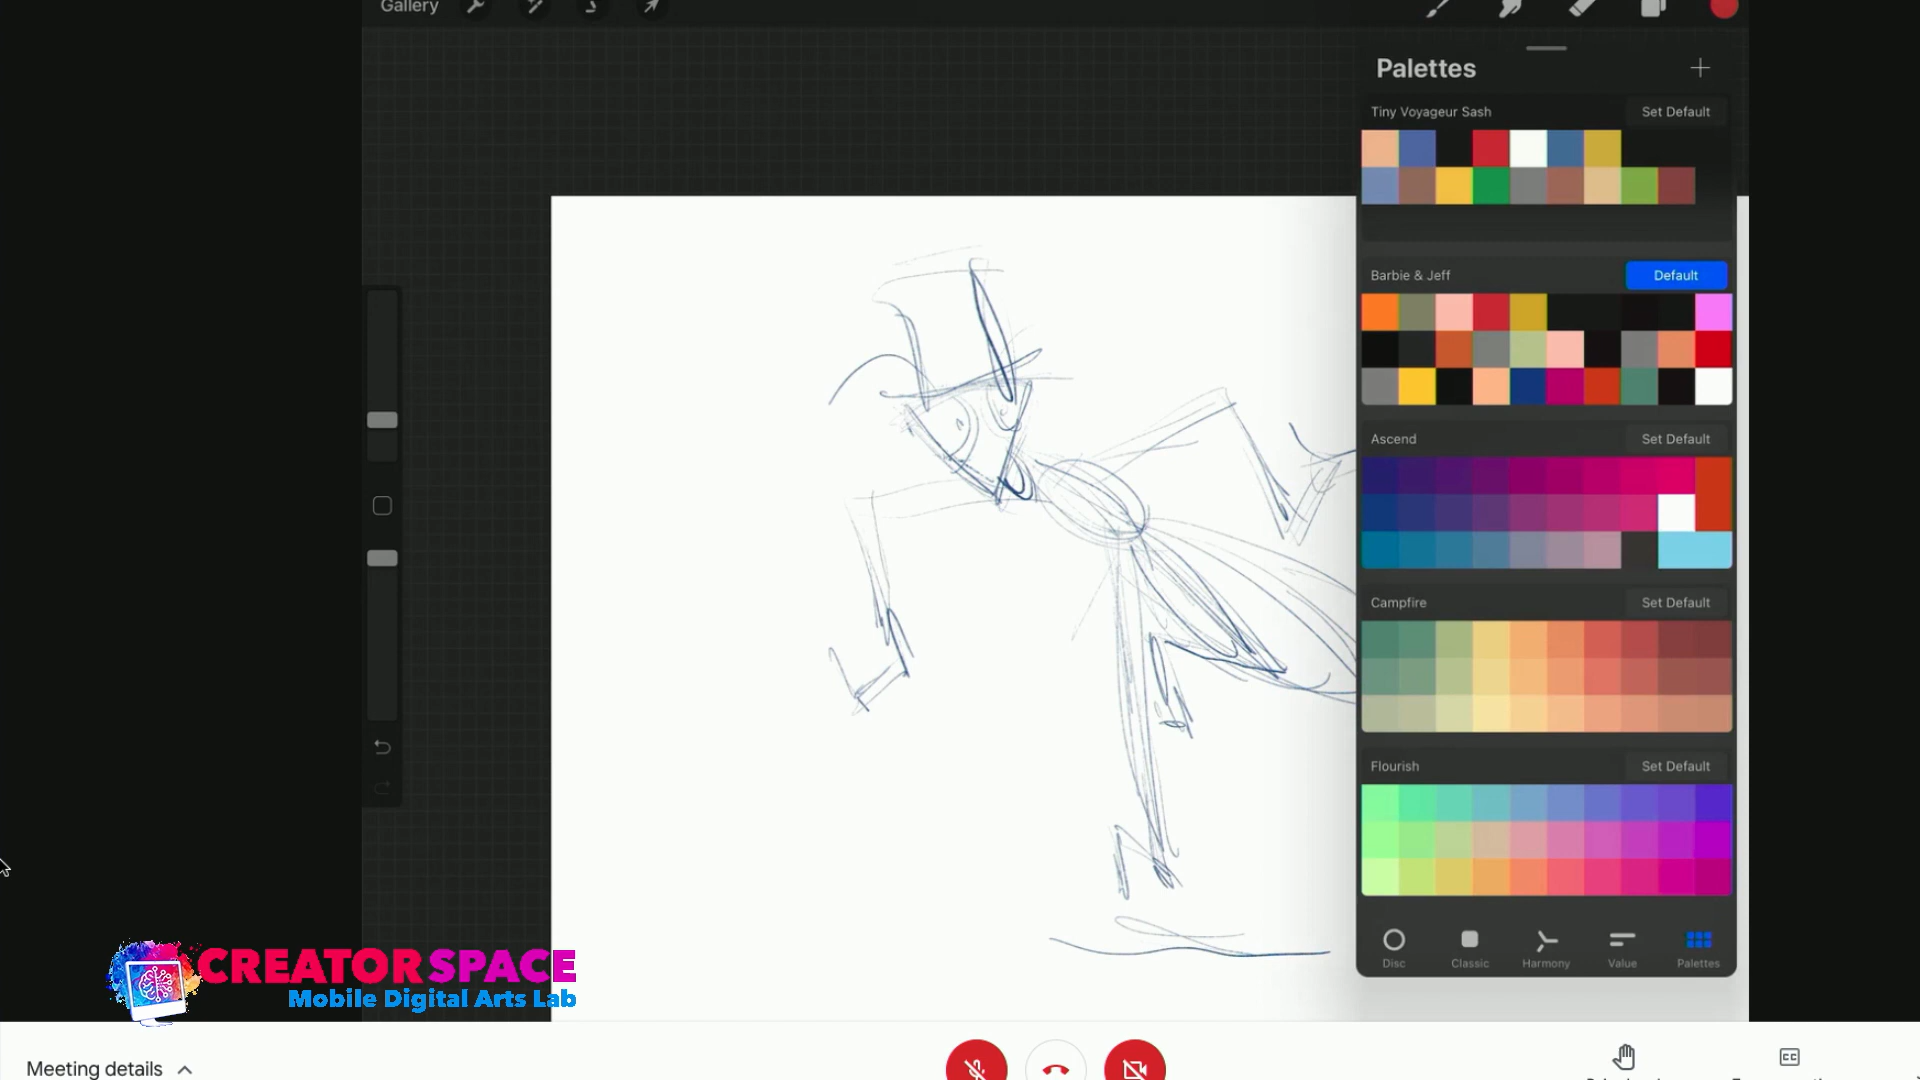 Gallery
Palettes
Tiny Voyageur Sash
Set Default
Barbie & Jeff
Default
Ascend
Set Default
Campfire
Set Default
Flourish
Set Default
Disc
Classic
Harmony
Value
Palettes
CREATORSPACE
Mobile Digital Arts Lab
Meeting details
CC